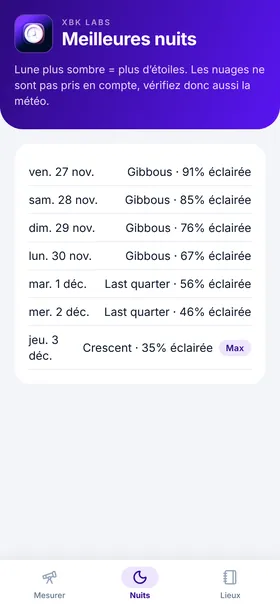 XBK LABS
Meilleures nuits
Lune plus sombre = plus d'étoiles. Les nuages ne
sont pas pris en compte, vérifiez donc aussi la
météo.
ven. 27 nov. Gibbous · 91% éclairée
sam. 28 nov. Gibbous · 85% éclairée
dim. 29 nov. Gibbous · 76% éclairée
lun. 30 nov. Gibbous · 67% éclairée
mar. 1 déc. Last quarter · 56% éclairée
mer. 2 déc. Last quarter · 46% éclairée
jeu. 3
déc. Crescent · 35% éclairée Max
Mesurer Nuits Lieux